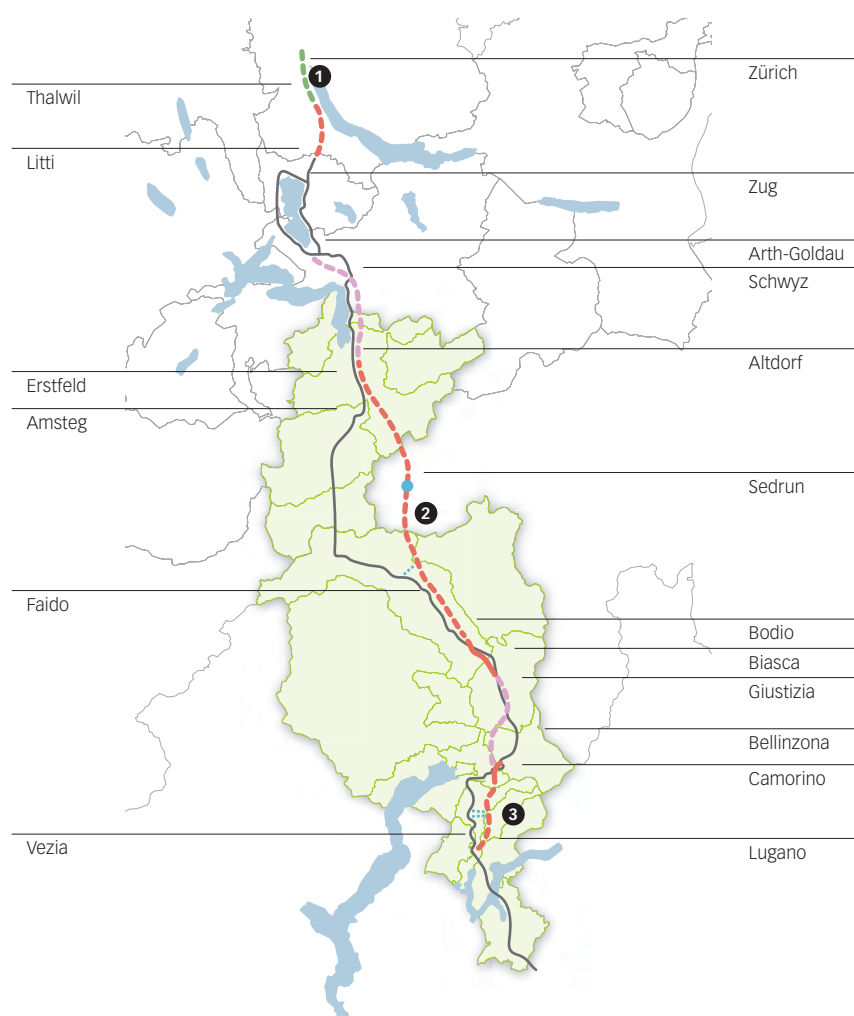 Zürich
1
Thalwil
Litti
Zug
Arth-Goldau
Schwyz
Altdorf
Erstfeld
Amsteg
Sedrun
2
Faido
Bodio
Biasca
Giustizia
Bellinzona
Camorino
3
Vezia
Lugano